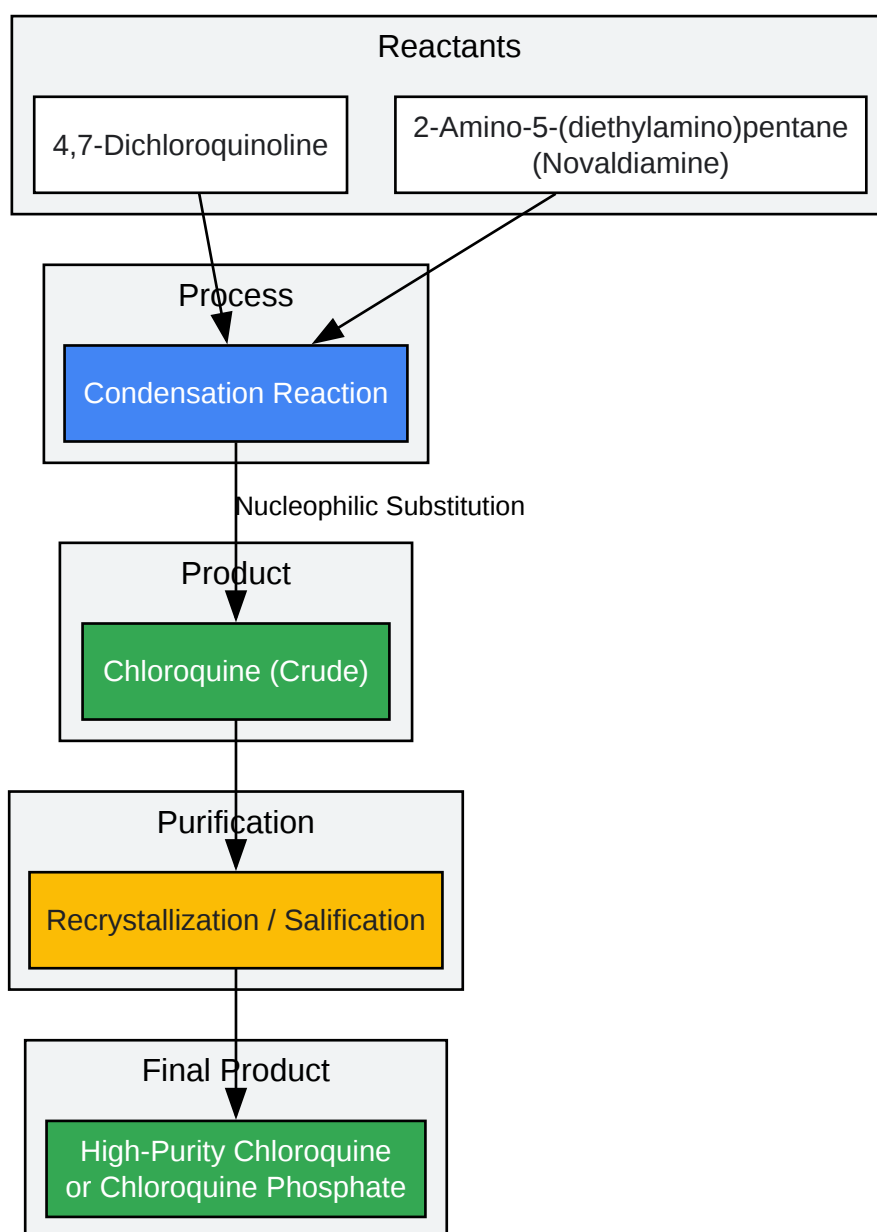 Reactants
4,7-Dichloroquinoline
2-Amino-5-(diethylamino)pentane
(Novaldiamine)
Process
Condensation Reaction
Nucleophilic Substitution
Product
Chloroquine (Crude)
Purification
Recrystallization / Salification
Final Product
High-Purity Chloroquine
or Chloroquine Phosphate